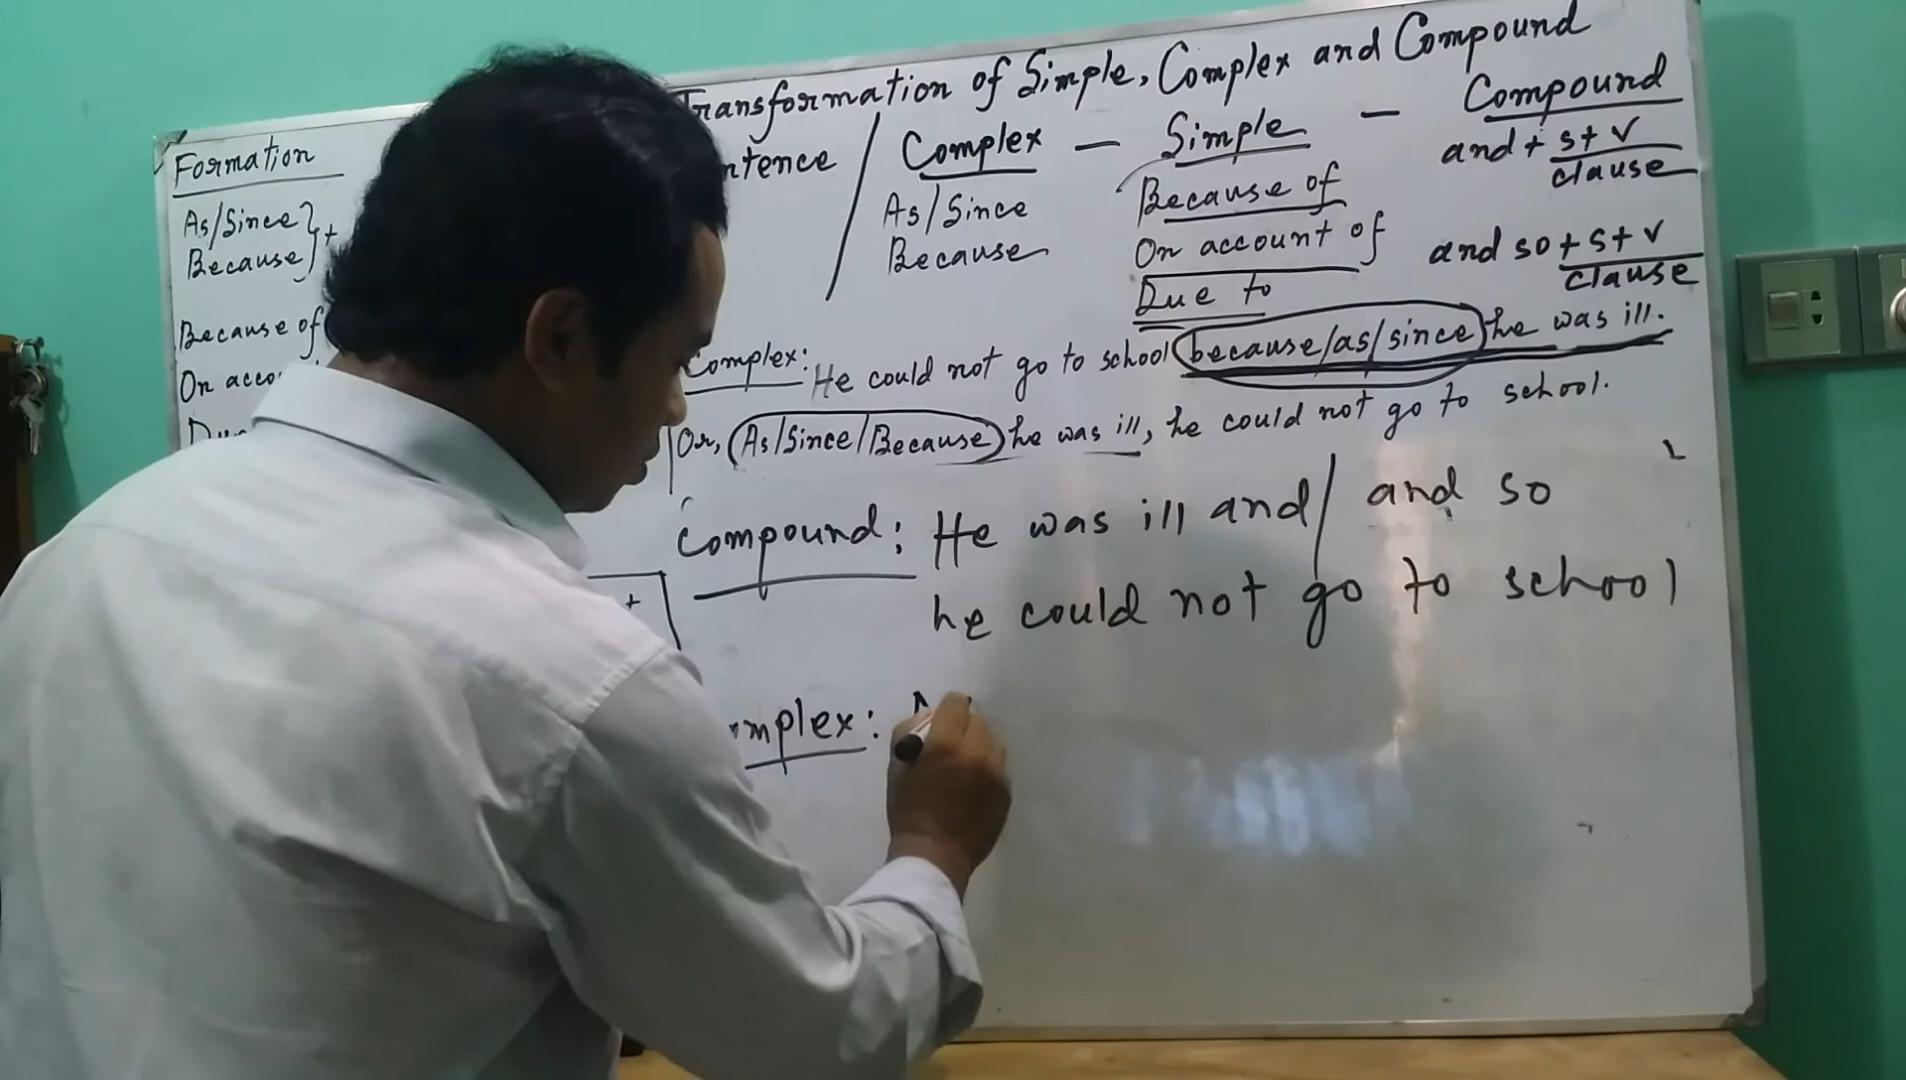 Transformation of Simple, Complex and Compound
Formation
/ Complex – Simple – Compound
As/Since
Because } +
As/Since
Because
Because of
On account of
Due to
and + s + v
clause
and so + s + v
clause
Because of
On
Complex: He could not go to school because/as/since he was ill.
Or, As/Since/Because he was ill, he could not go to school.
Compound: He was ill and / and so
he could not go to school
+